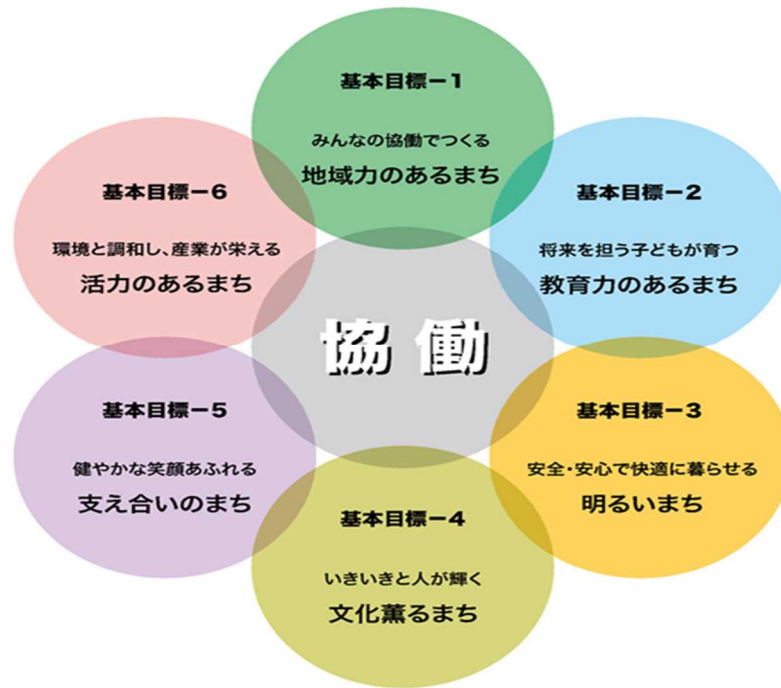 基本目標－1
みんなの協働でつくる
地域力のあるまち
基本目標－2
将来を担う子どもが育つ
教育力のあるまち
基本目標－3
安全・安心で快適に暮らせる
明るいまち
基本目標－4
いきいきと人が輝く
文化薫るまち
基本目標－5
健やかな笑顔あふれる
支え合いのまち
基本目標－6
環境と調和し、産業が栄える
活力のあるまち
協働